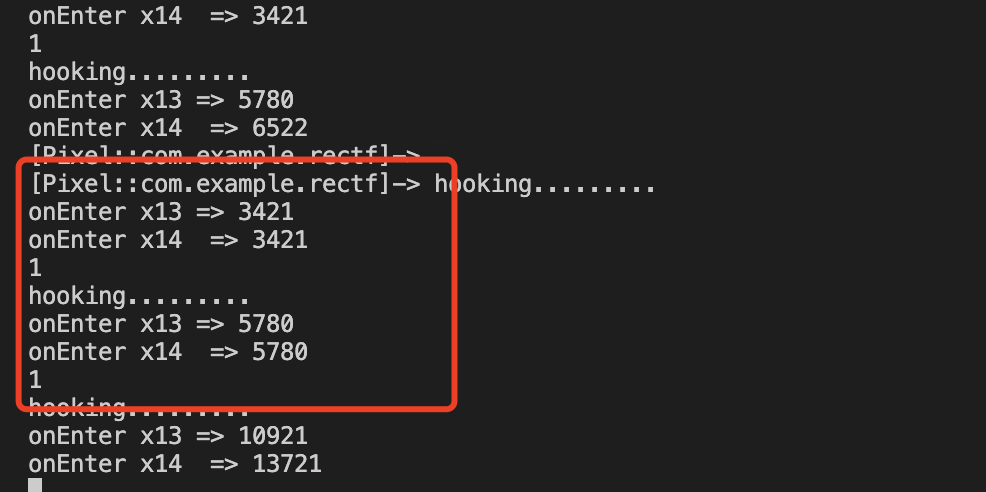 onEnter x14  => 3421
1
hooking.........
onEnter x13 => 5780
onEnter x14  => 6522
[Pixel::com.example.rectf]->
[Pixel::com.example.rectf]-> hooking.........
onEnter x13 => 3421
onEnter x14  => 3421
1
hooking.........
onEnter x13 => 5780
onEnter x14  => 5780
1
hooking.........
onEnter x13 => 10921
onEnter x14  => 13721